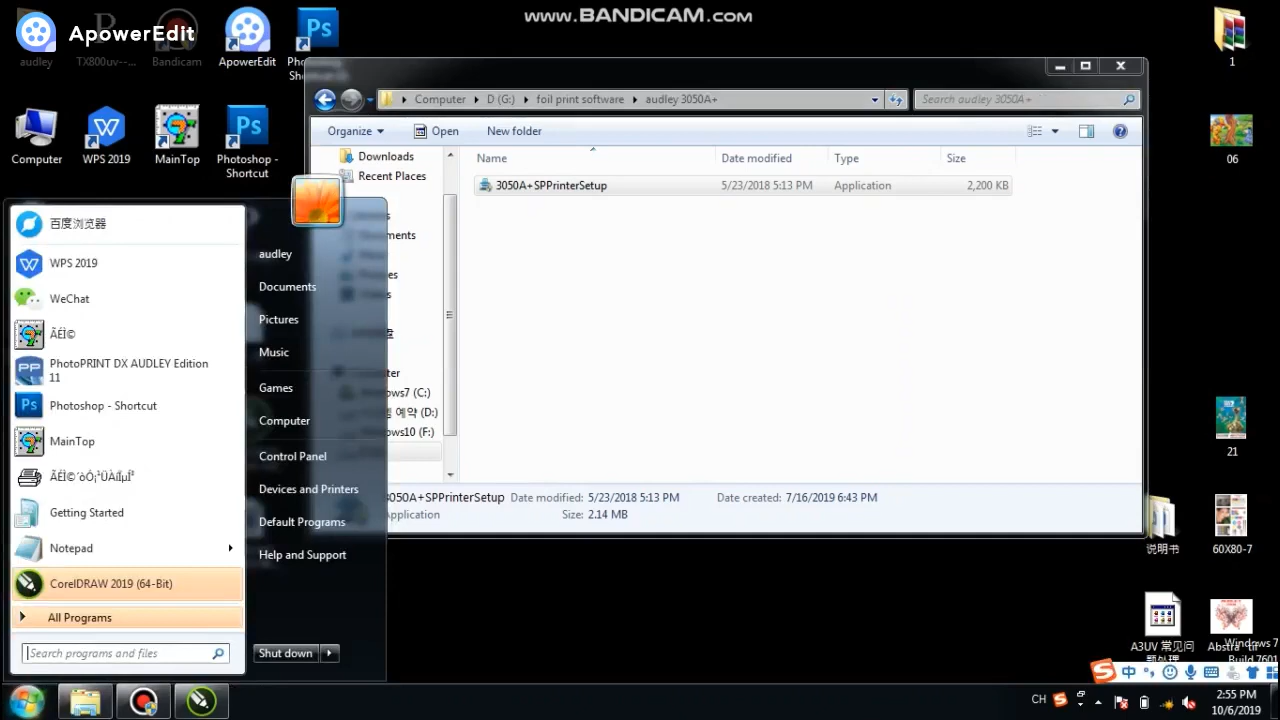 www.BANDICAM.com
ApowerEdit
audley
TX800uv--...
Bandicam
ApowerEdit
Computer
WPS 2019
MainTop
Photoshop -
Shortcut
1
06
21
说明书
60X80-7
A3UV 常见问
Windows 7
Computer
D (G:)
foil print software
audley 3050A+
Search audley 3050A+
Organize
Open
New folder
Downloads
Recent Places
Name
Date modified
Type
Size
3050A+SPPrinterSetup
5/23/2018 5:13 PM
Application
2,200 KB
예약 (D:)
3050A+SPPrinterSetup
Date modified: 5/23/2018 5:13 PM
Date created: 7/16/2019 6:43 PM
Application
Size: 2.14 MB
百度浏览器
WPS 2019
WeChat
ÃÉÌ©
PhotoPRINT DX AUDLEY Edition
11
Photoshop - Shortcut
MainTop
Getting Started
Notepad
CorelDRAW 2019 (64-Bit)
All Programs
Search programs and files
audley
Documents
Pictures
Music
Games
Computer
Control Panel
Devices and Printers
Default Programs
Help and Support
Shut down
中
CH
2:55 PM
10/6/2019